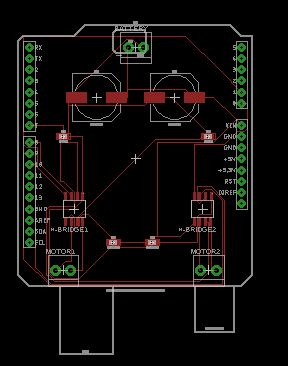 BATTERY
RX
TX
2
3
4
5
6
7
8
9
10
11
12
13
GND
AREF
SDA
SCL
5
4
3
2
1
0
VIN
GND
GND
+5V
+3.3V
RST
IOREF
H-BRIDGE1
H-BRIDGE2
MOTOR1
MOTOR2